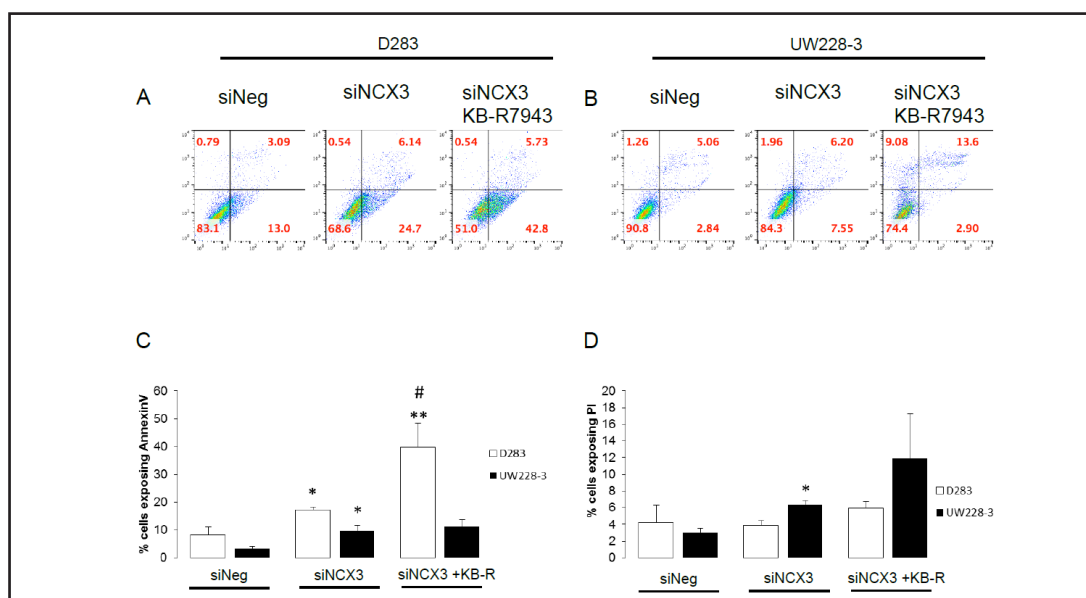 D283
UW228-3
A
siNeg
siNCX3
siNCX3
KB-R7943
B
siNeg
siNCX3
siNCX3
KB-R7943
0.79
3.09
83.1
13.0
0.54
6.14
68.6
24.7
0.54
5.73
51.0
42.8
1.26
5.06
90.8
2.84
1.96
6.20
84.3
7.55
9.08
13.6
74.4
2.90
C
% cells exposing AnnexinV
60
50
40
30
20
10
0
*
*
#
**
D283
UW228-3
siNeg
siNCX3
siNCX3 +KB-R
D
% cells exposing PI
20
18
16
14
12
10
8
6
4
2
0
*
D283
UW228-3
siNeg
siNCX3
siNCX3 +KB-R